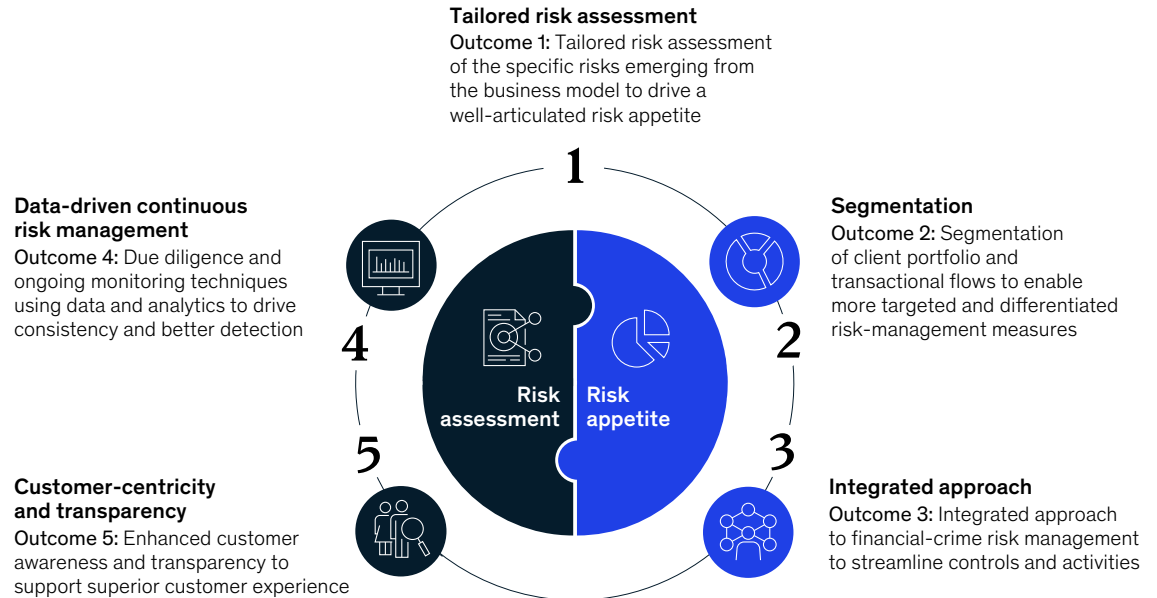 Tailored risk assessment
Outcome 1: Tailored risk assessment
of the specific risks emerging from
the business model to drive a
well-articulated risk appetite
1
Segmentation
Outcome 2: Segmentation
of client portfolio and
transactional flows to enable
more targeted and differentiated
risk-management measures
2
Integrated approach
Outcome 3: Integrated approach
to financial-crime risk management
to streamline controls and activities
3
Data-driven continuous
risk management
Outcome 4: Due diligence and
ongoing monitoring techniques
using data and analytics to drive
consistency and better detection
4
Customer-centricity
and transparency
Outcome 5: Enhanced customer
awareness and transparency to
support superior customer experience
5
Risk
assessment
Risk
appetite